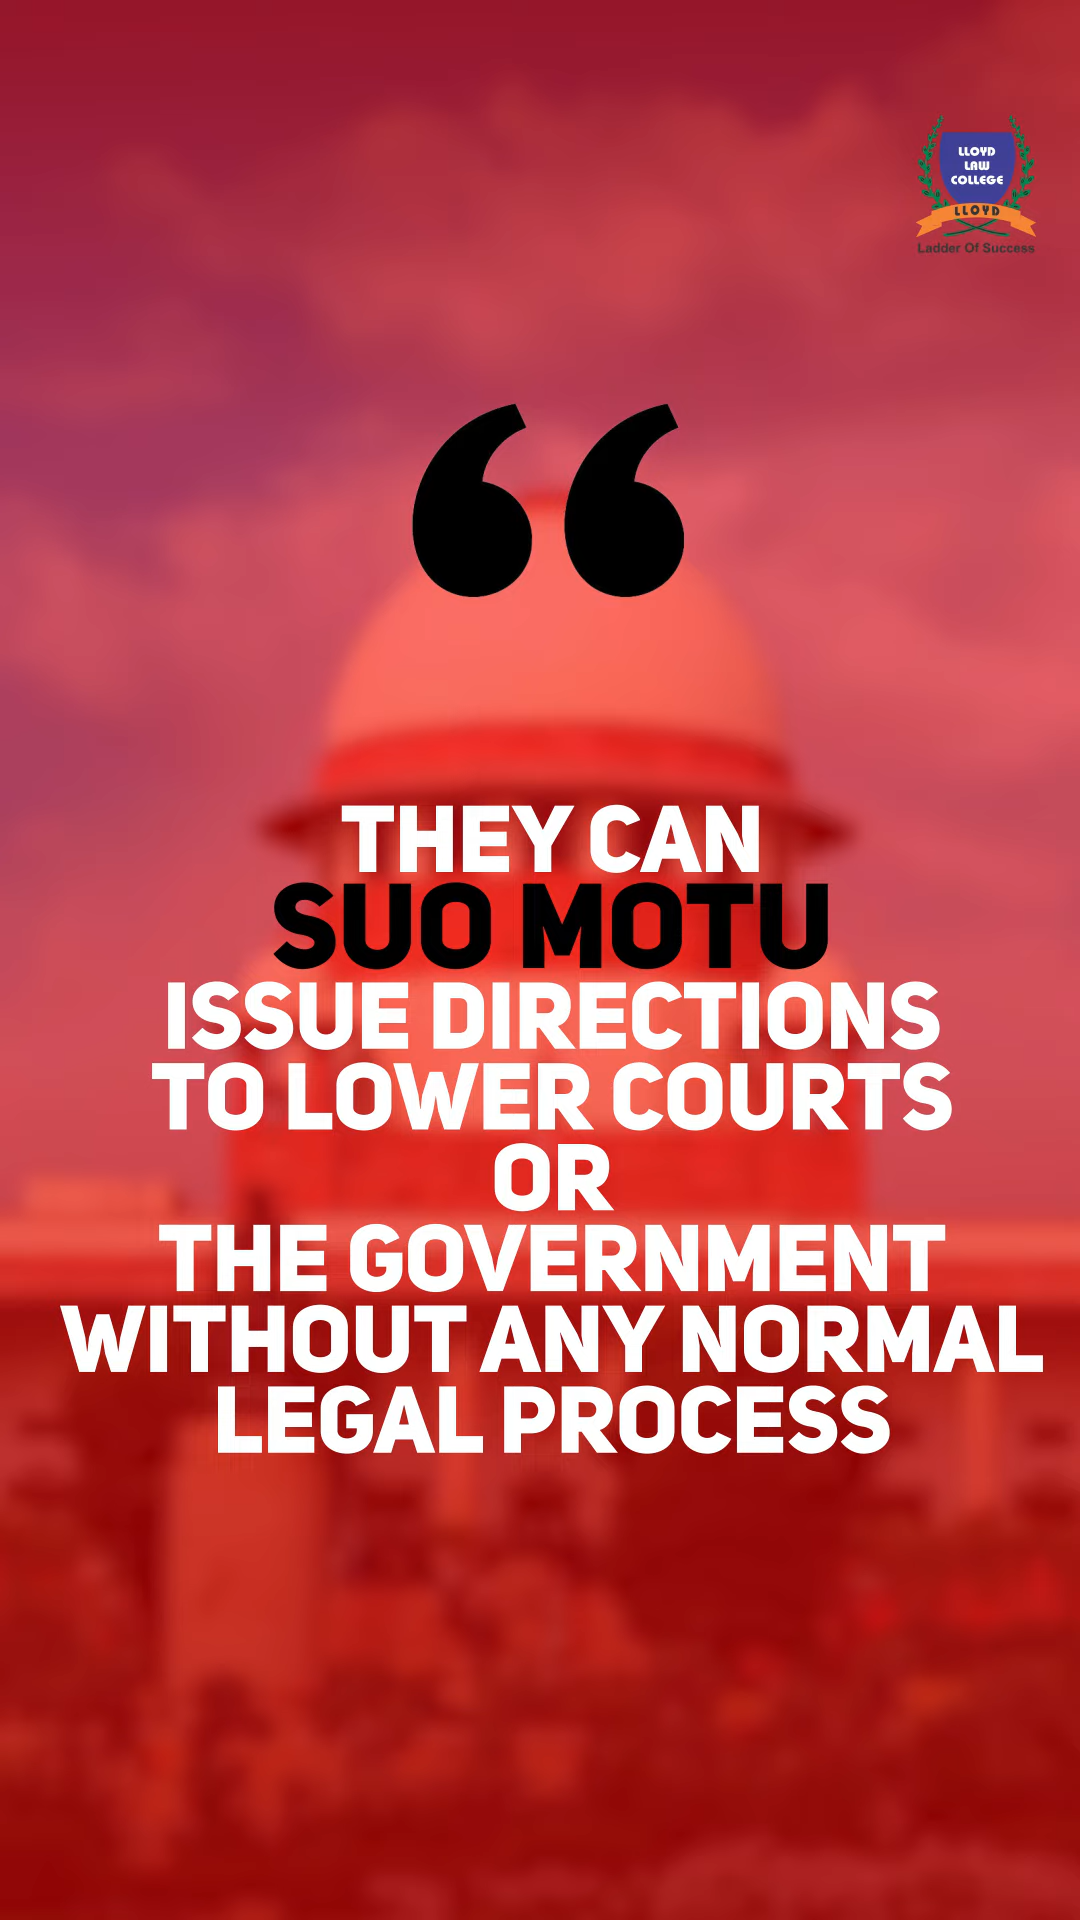 LLOYD
LAW
COLLEGE
LLOYD
Ladder Of Success
“
THEY CAN
SUO MOTU
ISSUE DIRECTIONS
TO LOWER COURTS
OR
THE GOVERNMENT
WITHOUT ANY NORMAL
LEGAL PROCESS